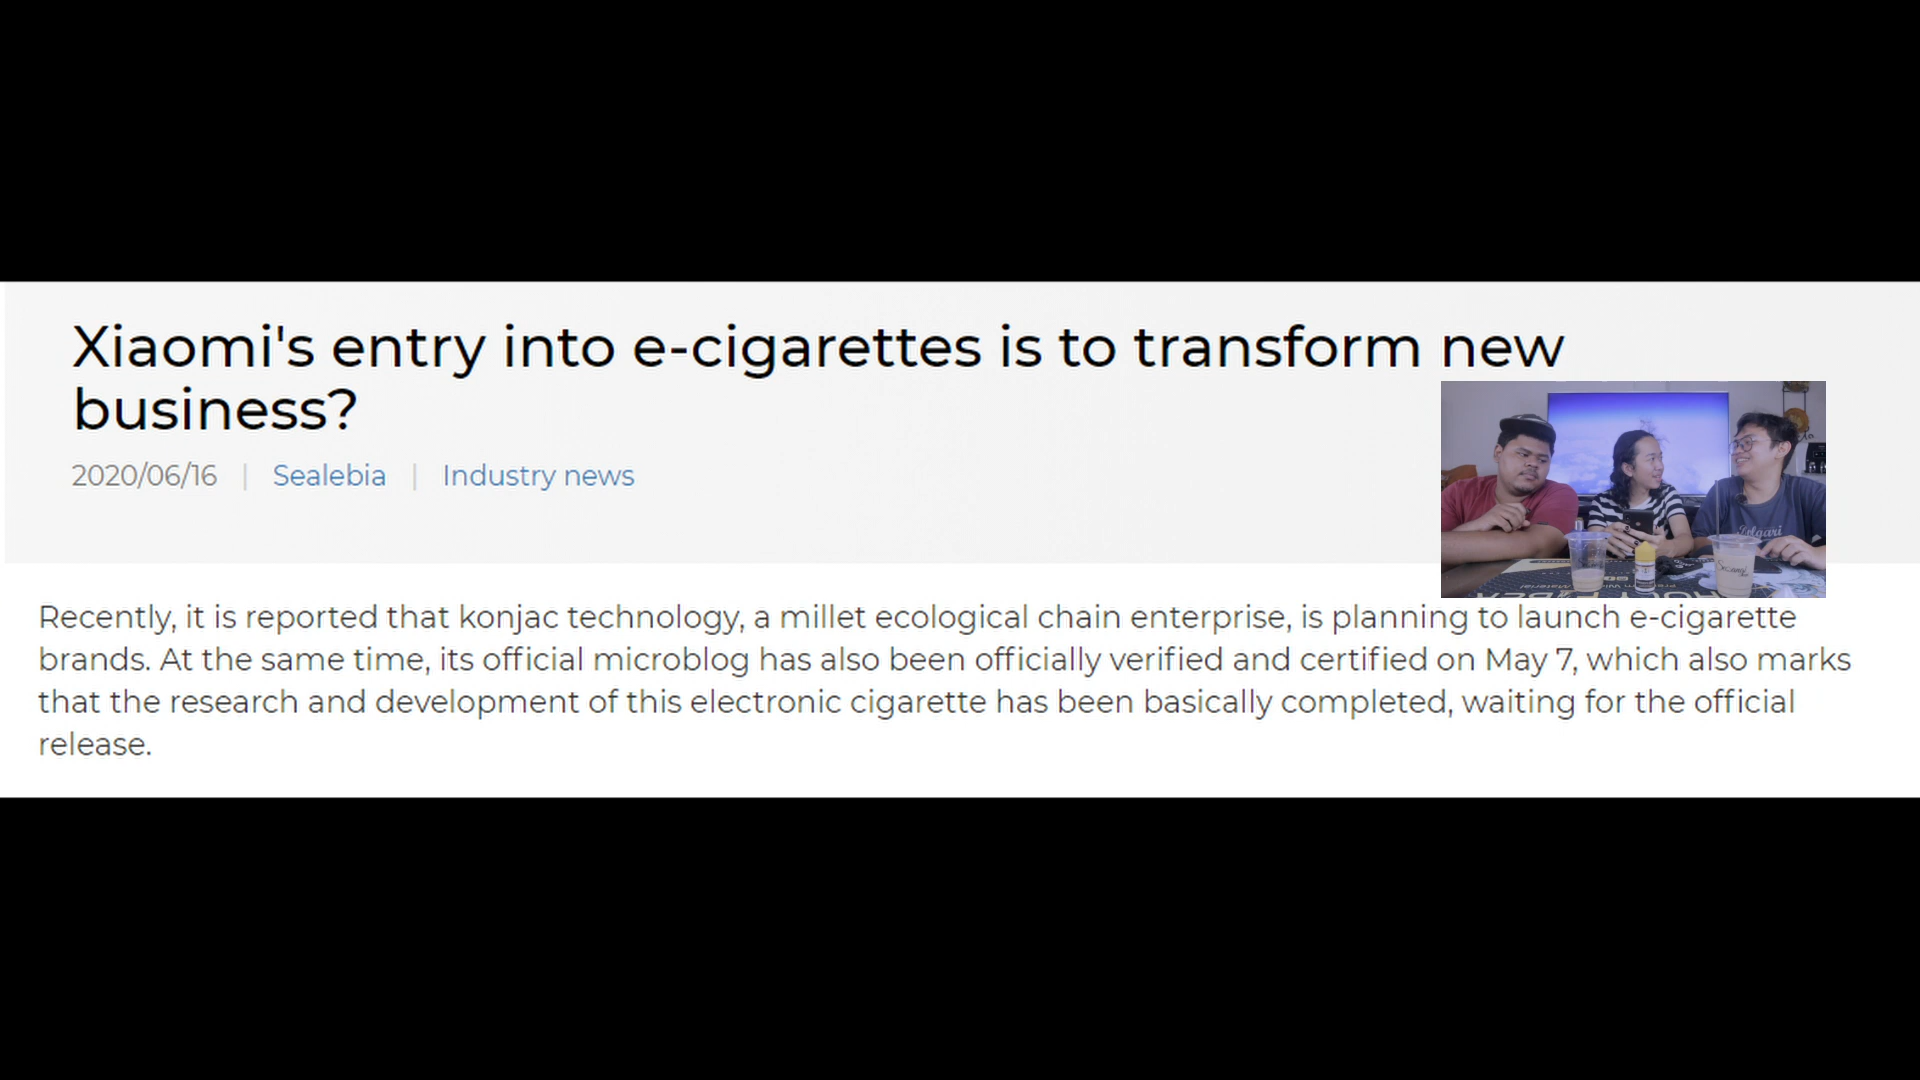 Xiaomi's entry into e-cigarettes is to transform new
business?
2020/06/16 | Sealebia | Industry news
Recently, it is reported that konjac technology, a millet ecological chain enterprise, is planning to launch e-cigarette
brands. At the same time, its official microblog has also been officially verified and certified on May 7, which also marks
that the research and development of this electronic cigarette has been basically completed, waiting for the official
release.